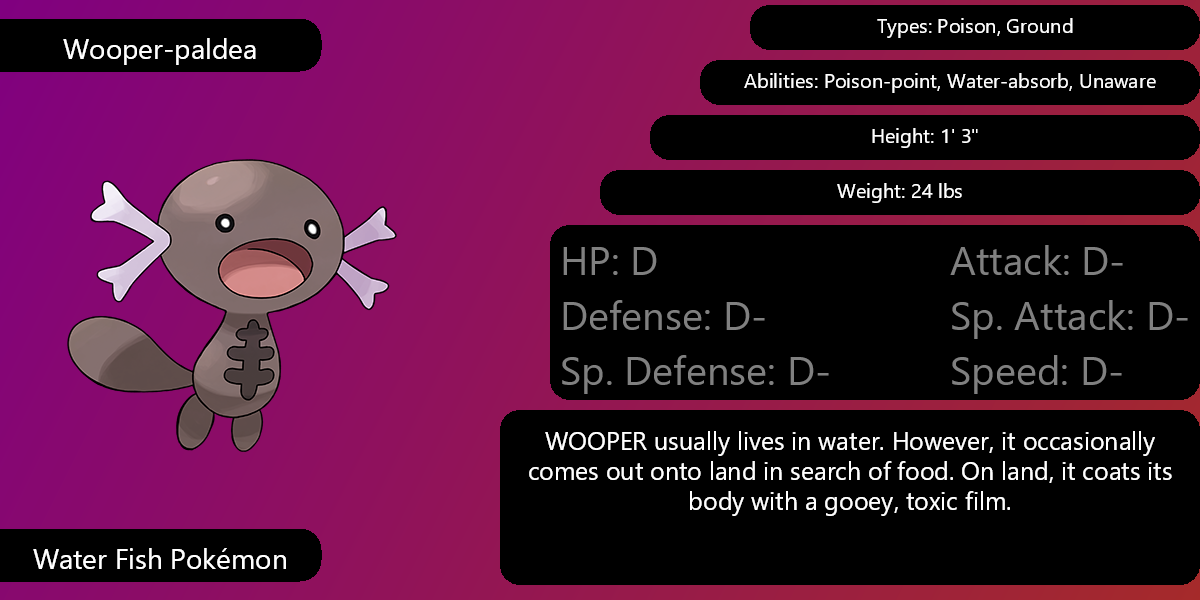 Wooper-paldea
Types: Poison, Ground
Abilities: Poison-point, Water-absorb, Unaware
Height: 1' 3"
Weight: 24 lbs
HP: D
Attack: D-
Defense: D-
Sp. Attack: D-
Sp. Defense: D-
Speed: D-
WOOPER usually lives in water. However, it occasionally
comes out onto land in search of food. On land, it coats its
body with a gooey, toxic film.
Water Fish Pokémon